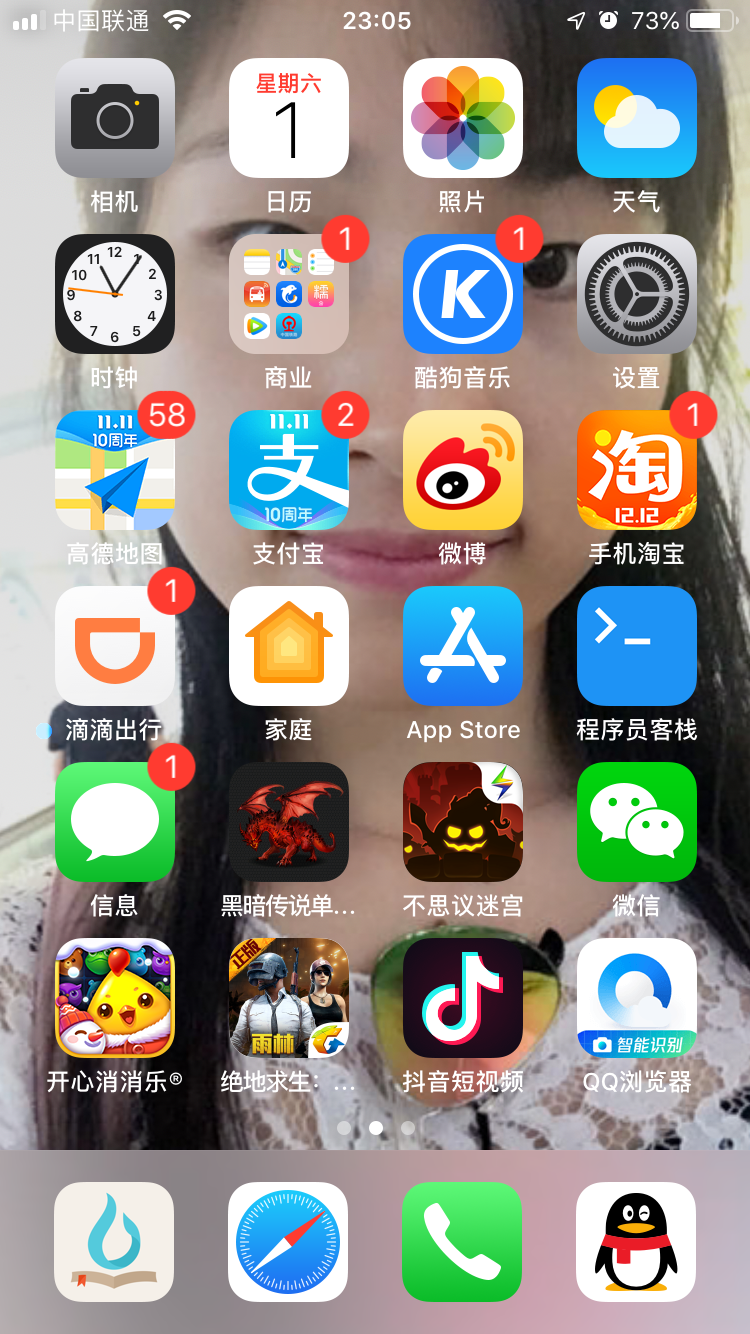 中国联通
23:05
73%
星期六
1
相机
日历
照片
天气
12
11
1
10
2
9
3
8
4
7
5
6
1
糯
1
K
时钟
商业
酷狗音乐
设置
11.11
10周年
58
11.11
支
10周年
2
淘
12.12
1
高德地图
支付宝
微博
手机淘宝
1
滴滴出行
家庭
App Store
程序员客栈
1
信息
黑暗传说单...
不思议迷宫
微信
正版
雨林
智能识别
开心消消乐®
绝地求生：...
抖音短视频
QQ浏览器